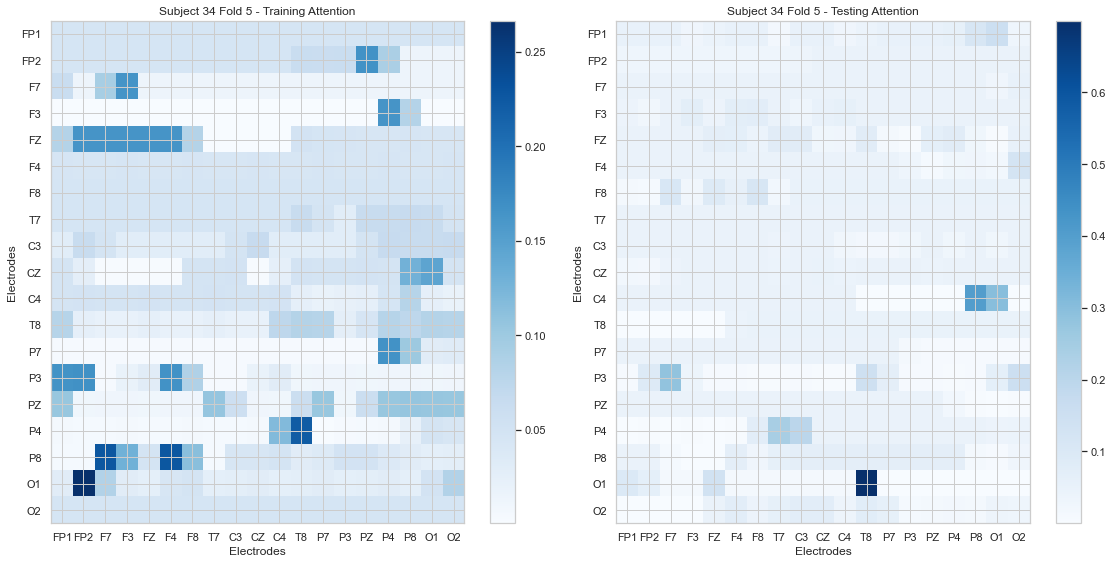 Subject 34 Fold 5 - Training Attention
FP1
FP2
F7
F3
FZ
F4
F8
T7
C3
CZ
C4
T8
P7
P3
PZ
P4
P8
O1
O2
Electrodes
FP1 FP2 F7 F3 FZ F4 F8 T7 C3 CZ C4 T8 P7 P3 PZ P4 P8 O1 O2
Electrodes
0.25
0.20
0.15
0.10
0.05
Subject 34 Fold 5 - Testing Attention
FP1
FP2
F7
F3
FZ
F4
F8
T7
C3
CZ
C4
T8
P7
P3
PZ
P4
P8
O1
O2
Electrodes
FP1 FP2 F7 F3 FZ F4 F8 T7 C3 CZ C4 T8 P7 P3 PZ P4 P8 O1 O2
Electrodes
0.6
0.5
0.4
0.3
0.2
0.1